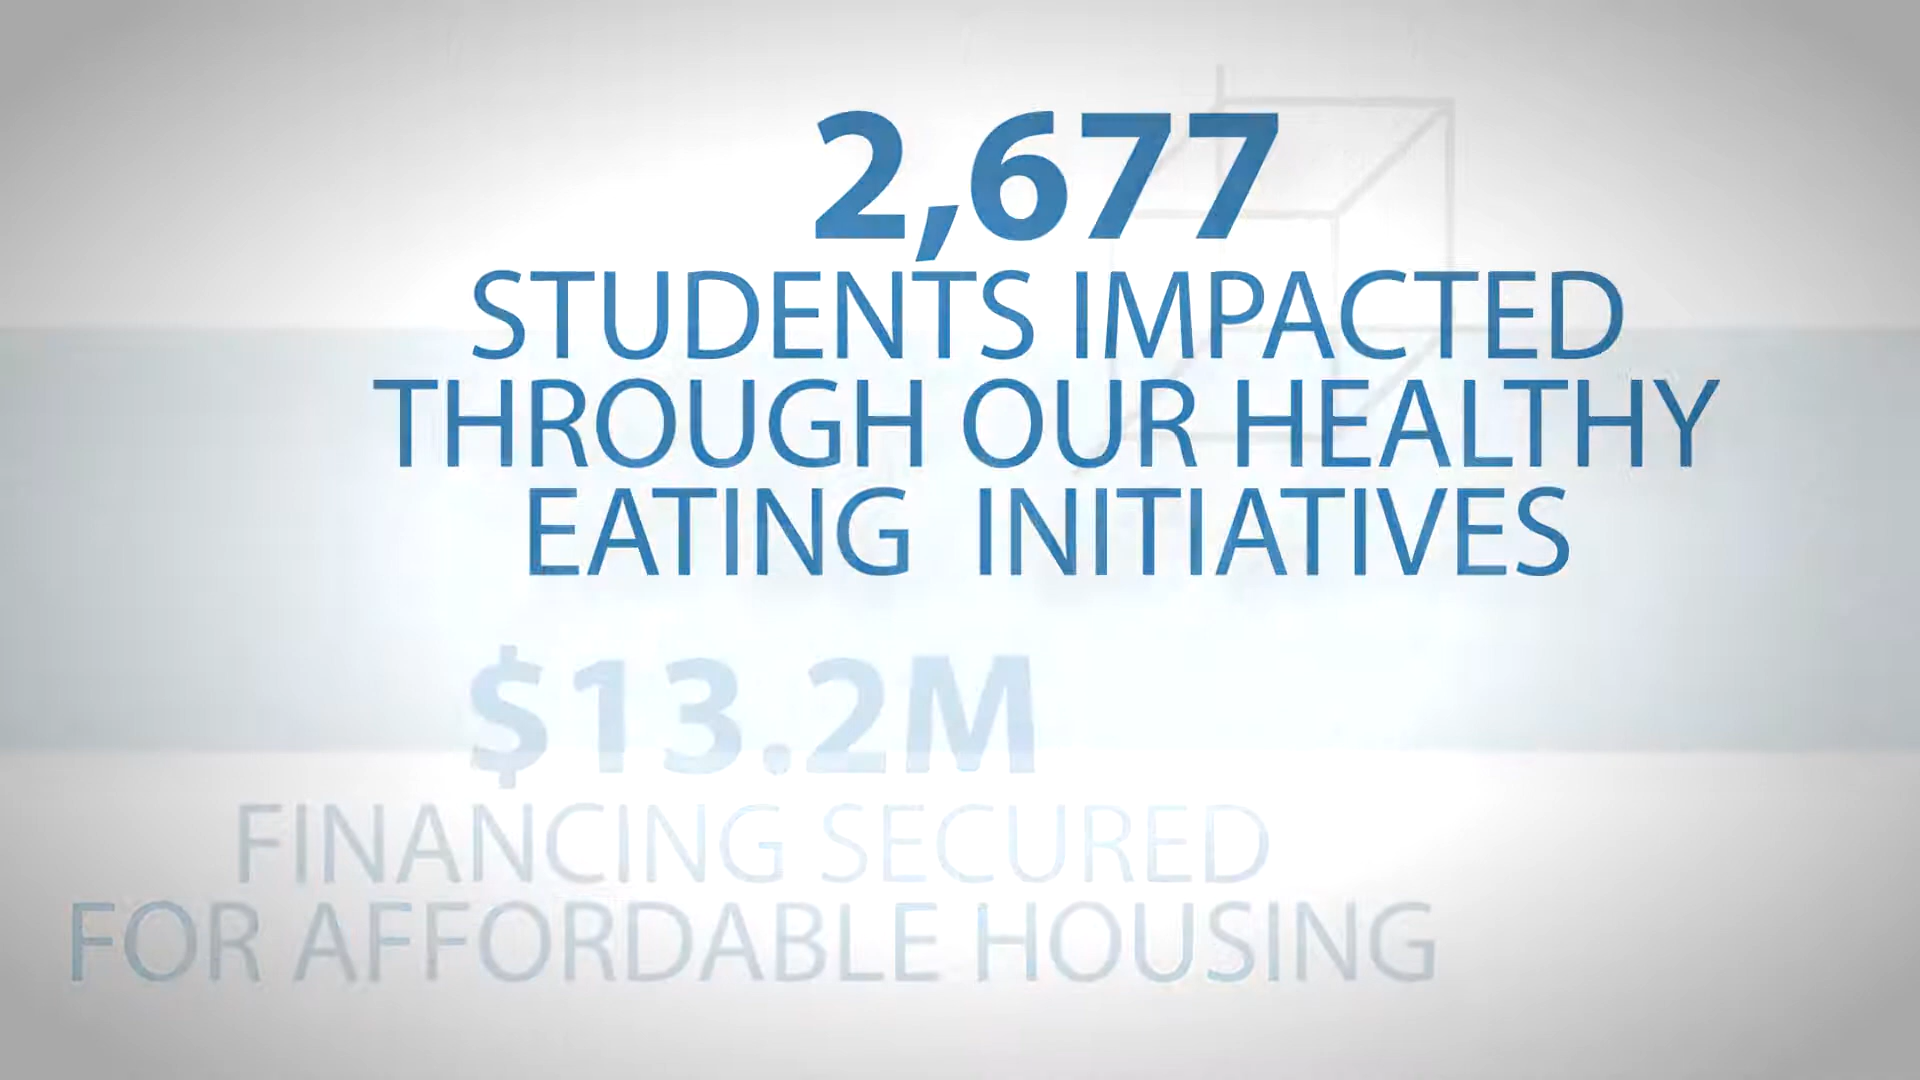 2,677
STUDENTS IMPACTED
THROUGH OUR HEALTHY
EATING  INITIATIVES
$13.2M
FINANCING SECURED
FOR AFFORDABLE HOUSING